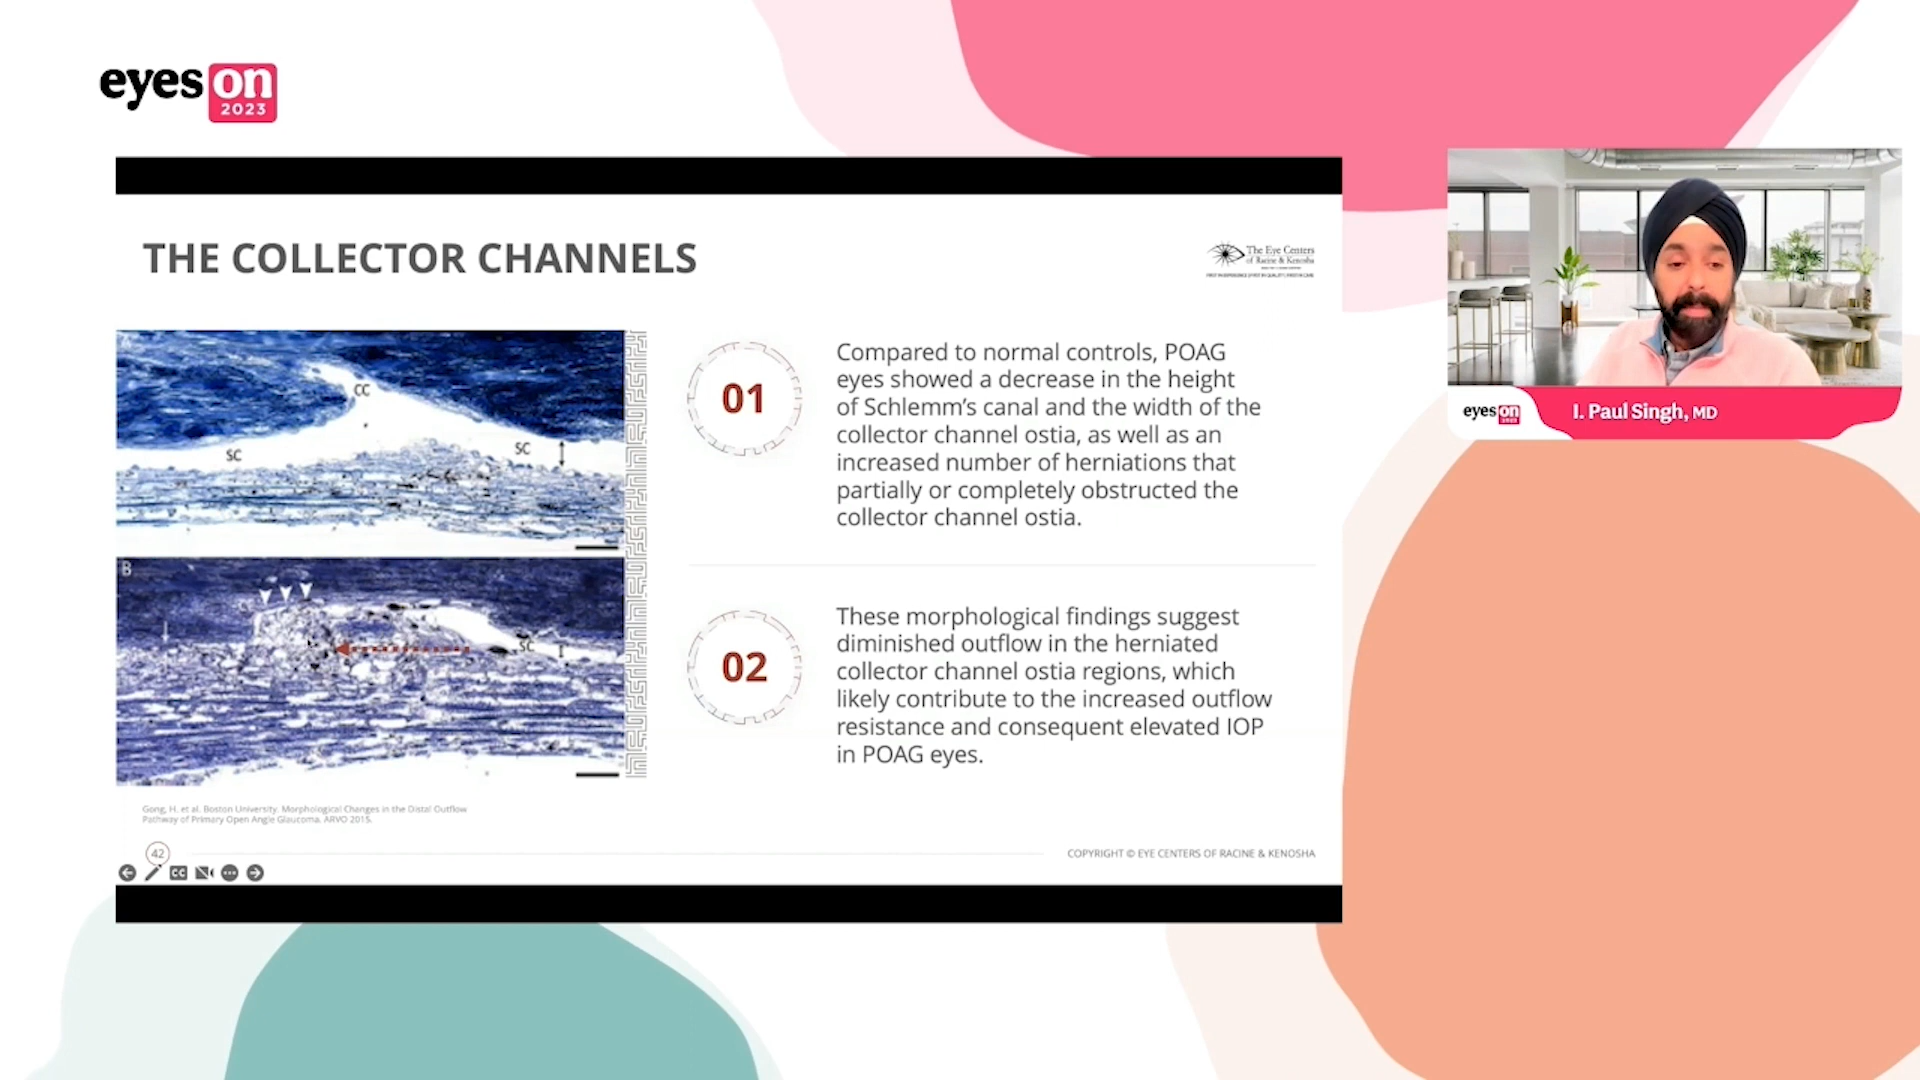 eyes on
2023
THE COLLECTOR CHANNELS
The Eye Centers
of Racine & Kenosha
CC
SC
SC
B
SC
01
Compared to normal controls, POAG
eyes showed a decrease in the height
of Schlemm’s canal and the width of the
collector channel ostia, as well as an
increased number of herniations that
partially or completely obstructed the
collector channel ostia.
02
These morphological findings suggest
diminished outflow in the herniated
collector channel ostia regions, which
likely contribute to the increased outflow
resistance and consequent elevated IOP
in POAG eyes.
Gong, H. et al. Boston University. Morphological Changes in the Distal Outflow
Pathway of Primary Open Angle Glaucoma. ARVO 2015.
42
COPYRIGHT © EYE CENTERS OF RACINE & KENOSHA
CC
eyes on
I. Paul Singh, MD